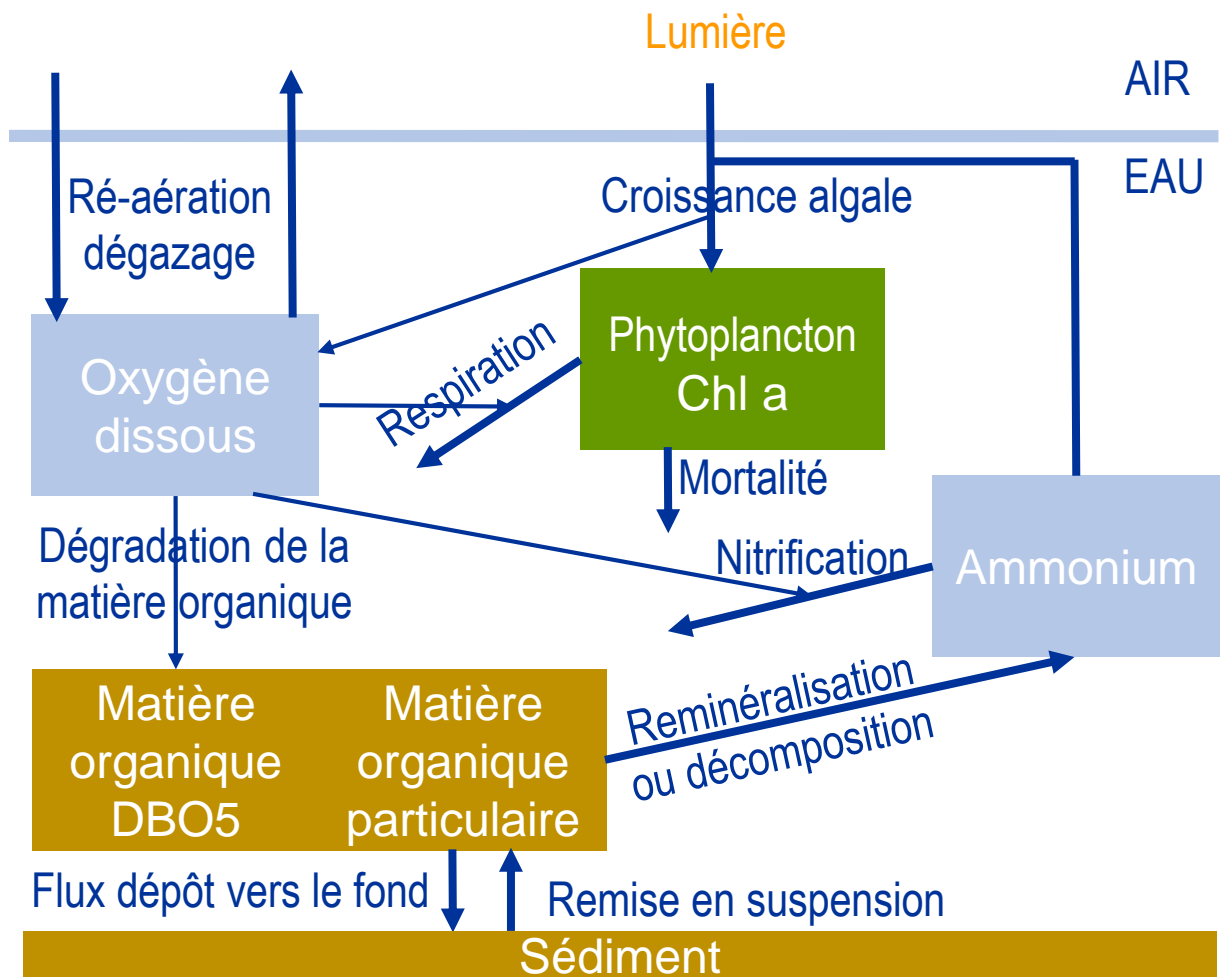 Lumière
AIR
EAU
Ré-aération
dégazage
Croissance algale
Phytoplancton
Chl a
Oxygène
dissous
Respiration
Mortalité
Nitrification
Ammonium
Dégradation de la
matière organique
Matière
organique
DBO5
Matière
organique
particulaire
Reminéralisation
ou décomposition
Flux dépôt vers le fond
Remise en suspension
Sédiment